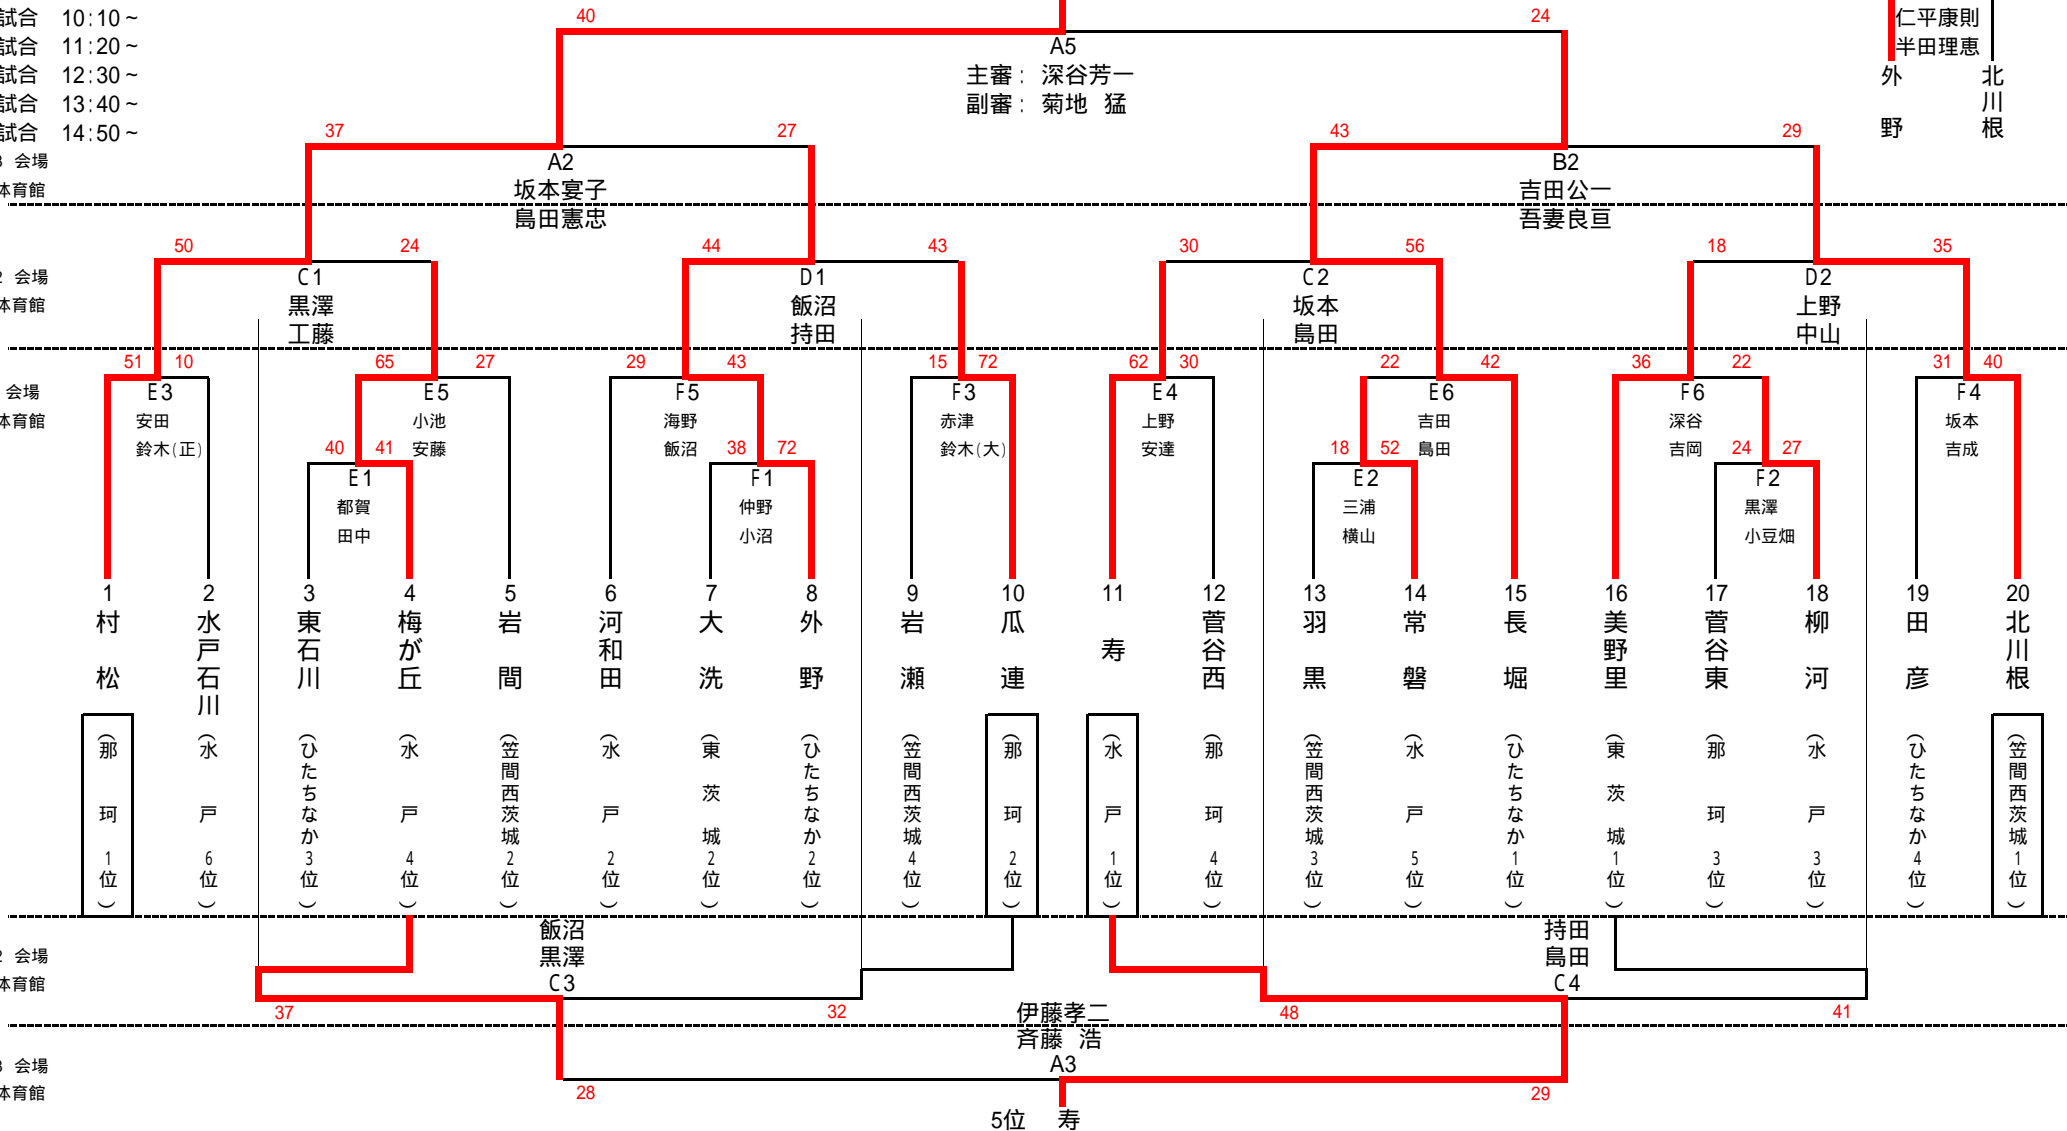 試合 10:10～
試合 11:20～
試合 12:30～
試合 13:40～
試合 14:50～
40 24
A5
主審： 深谷芳一
副審： 菊地 猛
仁平康則
半田理恵
外野
北川根
37 27
43 29
会場
体育館
A2
坂本宴子
島田憲忠
B2
吉田公一
吾妻良亘
50 24
44 43
30 56
18 35
2 会場
体育館
C1
黒澤
工藤
D1
飯沼
持田
C2
坂本
島田
D2
上野
中山
51 10
65 27
29 43
15 72
62 30
22 42
36 22
31 40
会場
体育館
E3
安田
鈴木(正)
E5
小池
安藤
F5
海野
飯沼
F3
赤津
鈴木(大)
E4
上野
安達
E6
吉田
島田
F6
深谷
吉岡
F4
坂本
吉成
40 41
E1
都賀
田中
38 72
F1
仲野
小沼
18 52
E2
三浦
横山
24 27
F2
黒澤
小豆畑
1 村松 (那珂1位)
2 水戸石川 (水戸6位)
3 東石川 (ひたちなか3位)
4 梅が丘 (水戸4位)
5 岩間 (笠間西茨城2位)
6 河和田 (水戸2位)
7 大洗 (東茨城2位)
8 外野 (ひたちなか2位)
9 岩瀬 (笠間西茨城4位)
10 瓜連 (那珂2位)
11 寿 (水戸1位)
12 菅谷西 (那珂4位)
13 羽黒 (笠間西茨城3位)
14 常磐 (水戸5位)
15 長堀 (ひたちなか1位)
16 美野里 (東茨城1位)
17 菅谷東 (那珂3位)
18 柳河 (水戸3位)
19 田彦 (ひたちなか4位)
20 北川根 (笠間西茨城1位)
2 会場
体育館
飯沼
黒澤
C3
37 32
持田
島田
C4
48 41
会場
体育館
伊藤孝二
斉藤 浩
A3
28 29
5位 寿